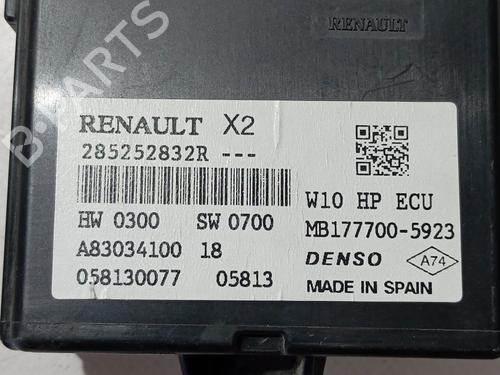 RENAULT
RENAULT X2
285252832R ---
HW 0300 SW 0700
A83034100 18
058130077 05813
W10 HP ECU
MB177700-5923
DENSO A74
MADE IN SPAIN
B-PARTS